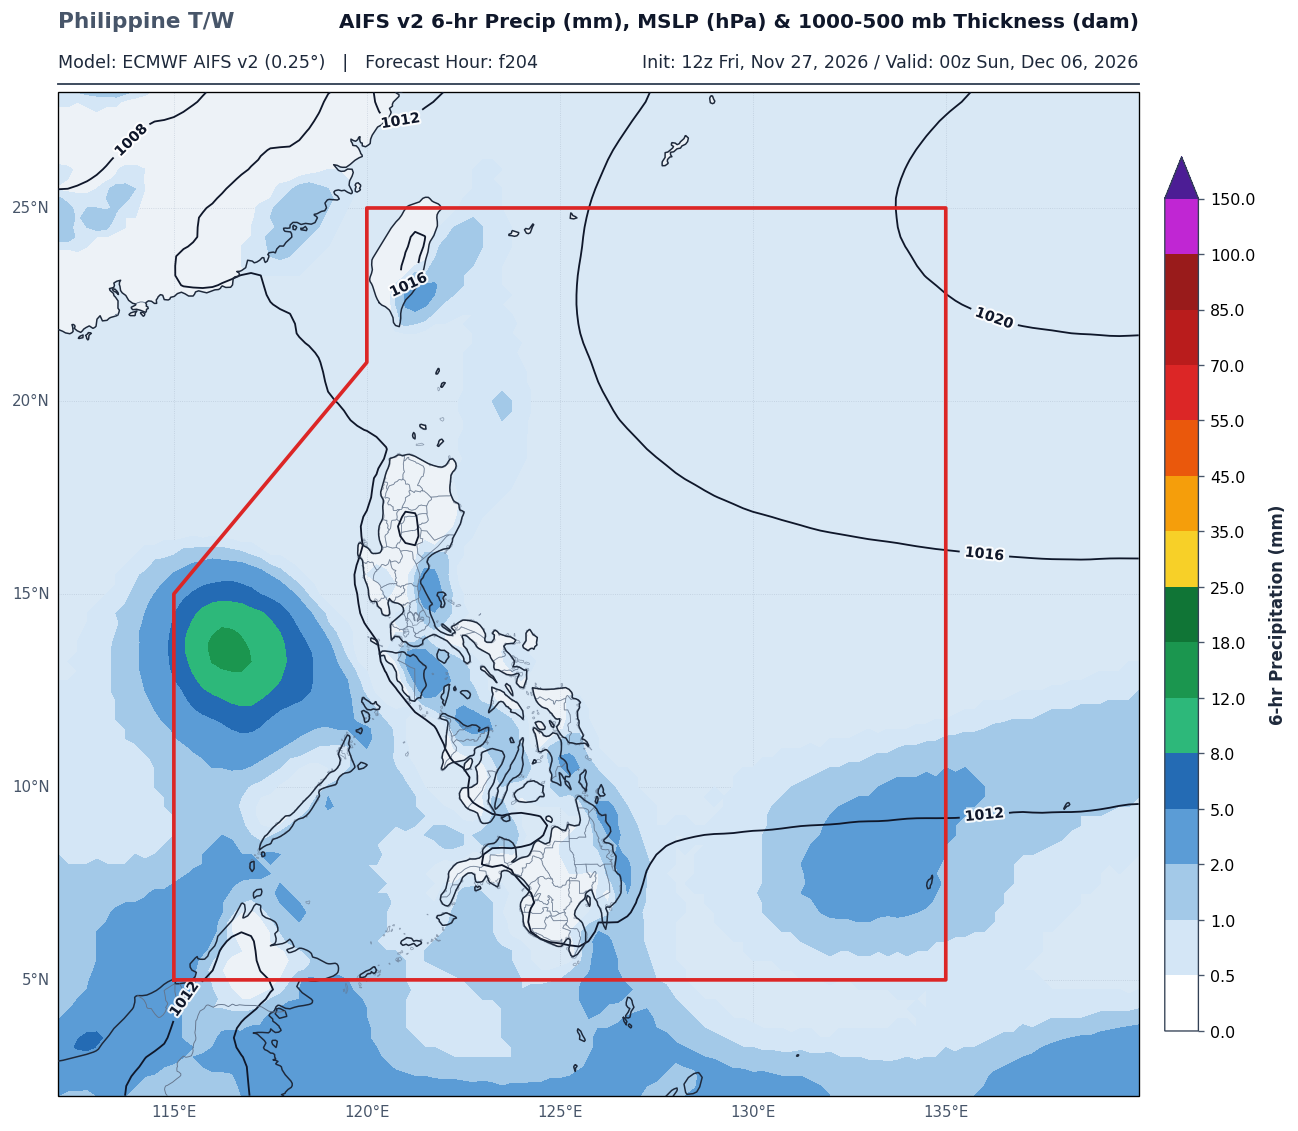 Philippine T/W
AIFS v2 6-hr Precip (mm), MSLP (hPa) & 1000-500 mb Thickness (dam)
Model: ECMWF AIFS v2 (0.25°)   |   Forecast Hour: f204
Init: 12z Fri, Nov 27, 2026 / Valid: 00z Sun, Dec 06, 2026
1008
1012
1016
1020
1016
1012
1012
25°N
20°N
15°N
10°N
5°N
115°E
120°E
125°E
130°E
135°E
150.0
100.0
85.0
70.0
55.0
45.0
35.0
25.0
18.0
12.0
8.0
5.0
2.0
1.0
0.5
0.0
6-hr Precipitation (mm)